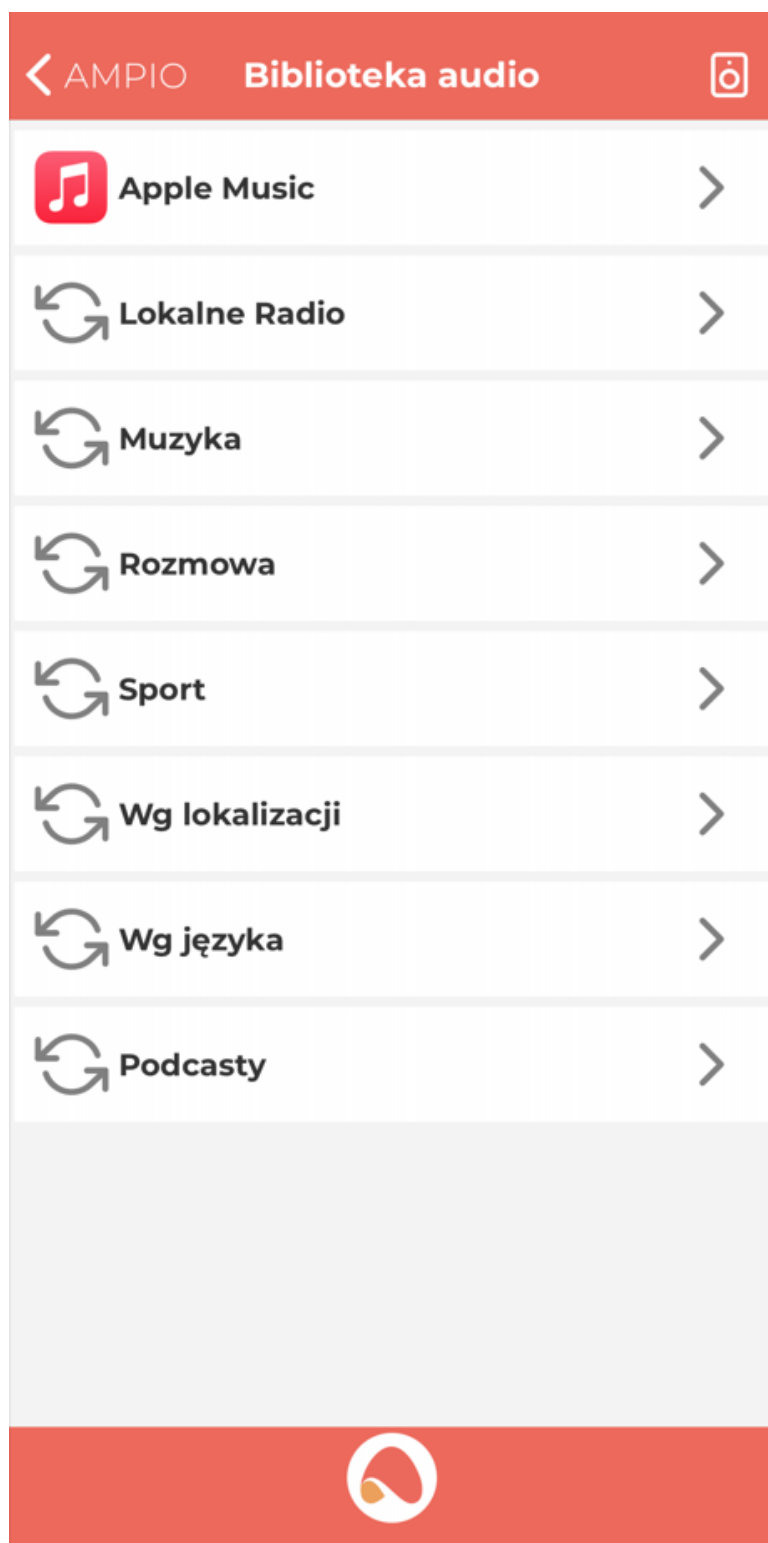 AMPIO Biblioteka audio
Apple Music
Lokalne Radio
Muzyka
Rozmowa
Sport
Wg lokalizacji
Wg języka
Podcasty